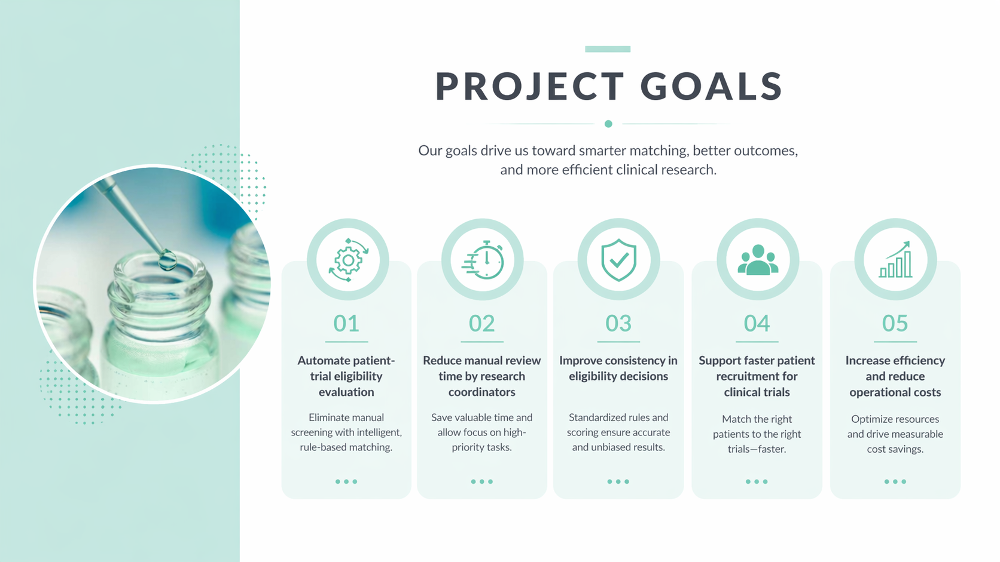 PROJECT GOALS
Our goals drive us toward smarter matching, better outcomes,
and more efficient clinical research.
01
Automate patient-
trial eligibility
evaluation
Eliminate manual
screening with intelligent,
rule-based matching.
02
Reduce manual review
time by research
coordinators
Save valuable time and
allow focus on high-
priority tasks.
03
Improve consistency in
eligibility decisions
Standardized rules and
scoring ensure accurate
and unbiased results.
04
Support faster patient
recruitment for
clinical trials
Match the right
patients to the right
trials—faster.
05
Increase efficiency
and reduce
operational costs
Optimize resources
and drive measurable
cost savings.